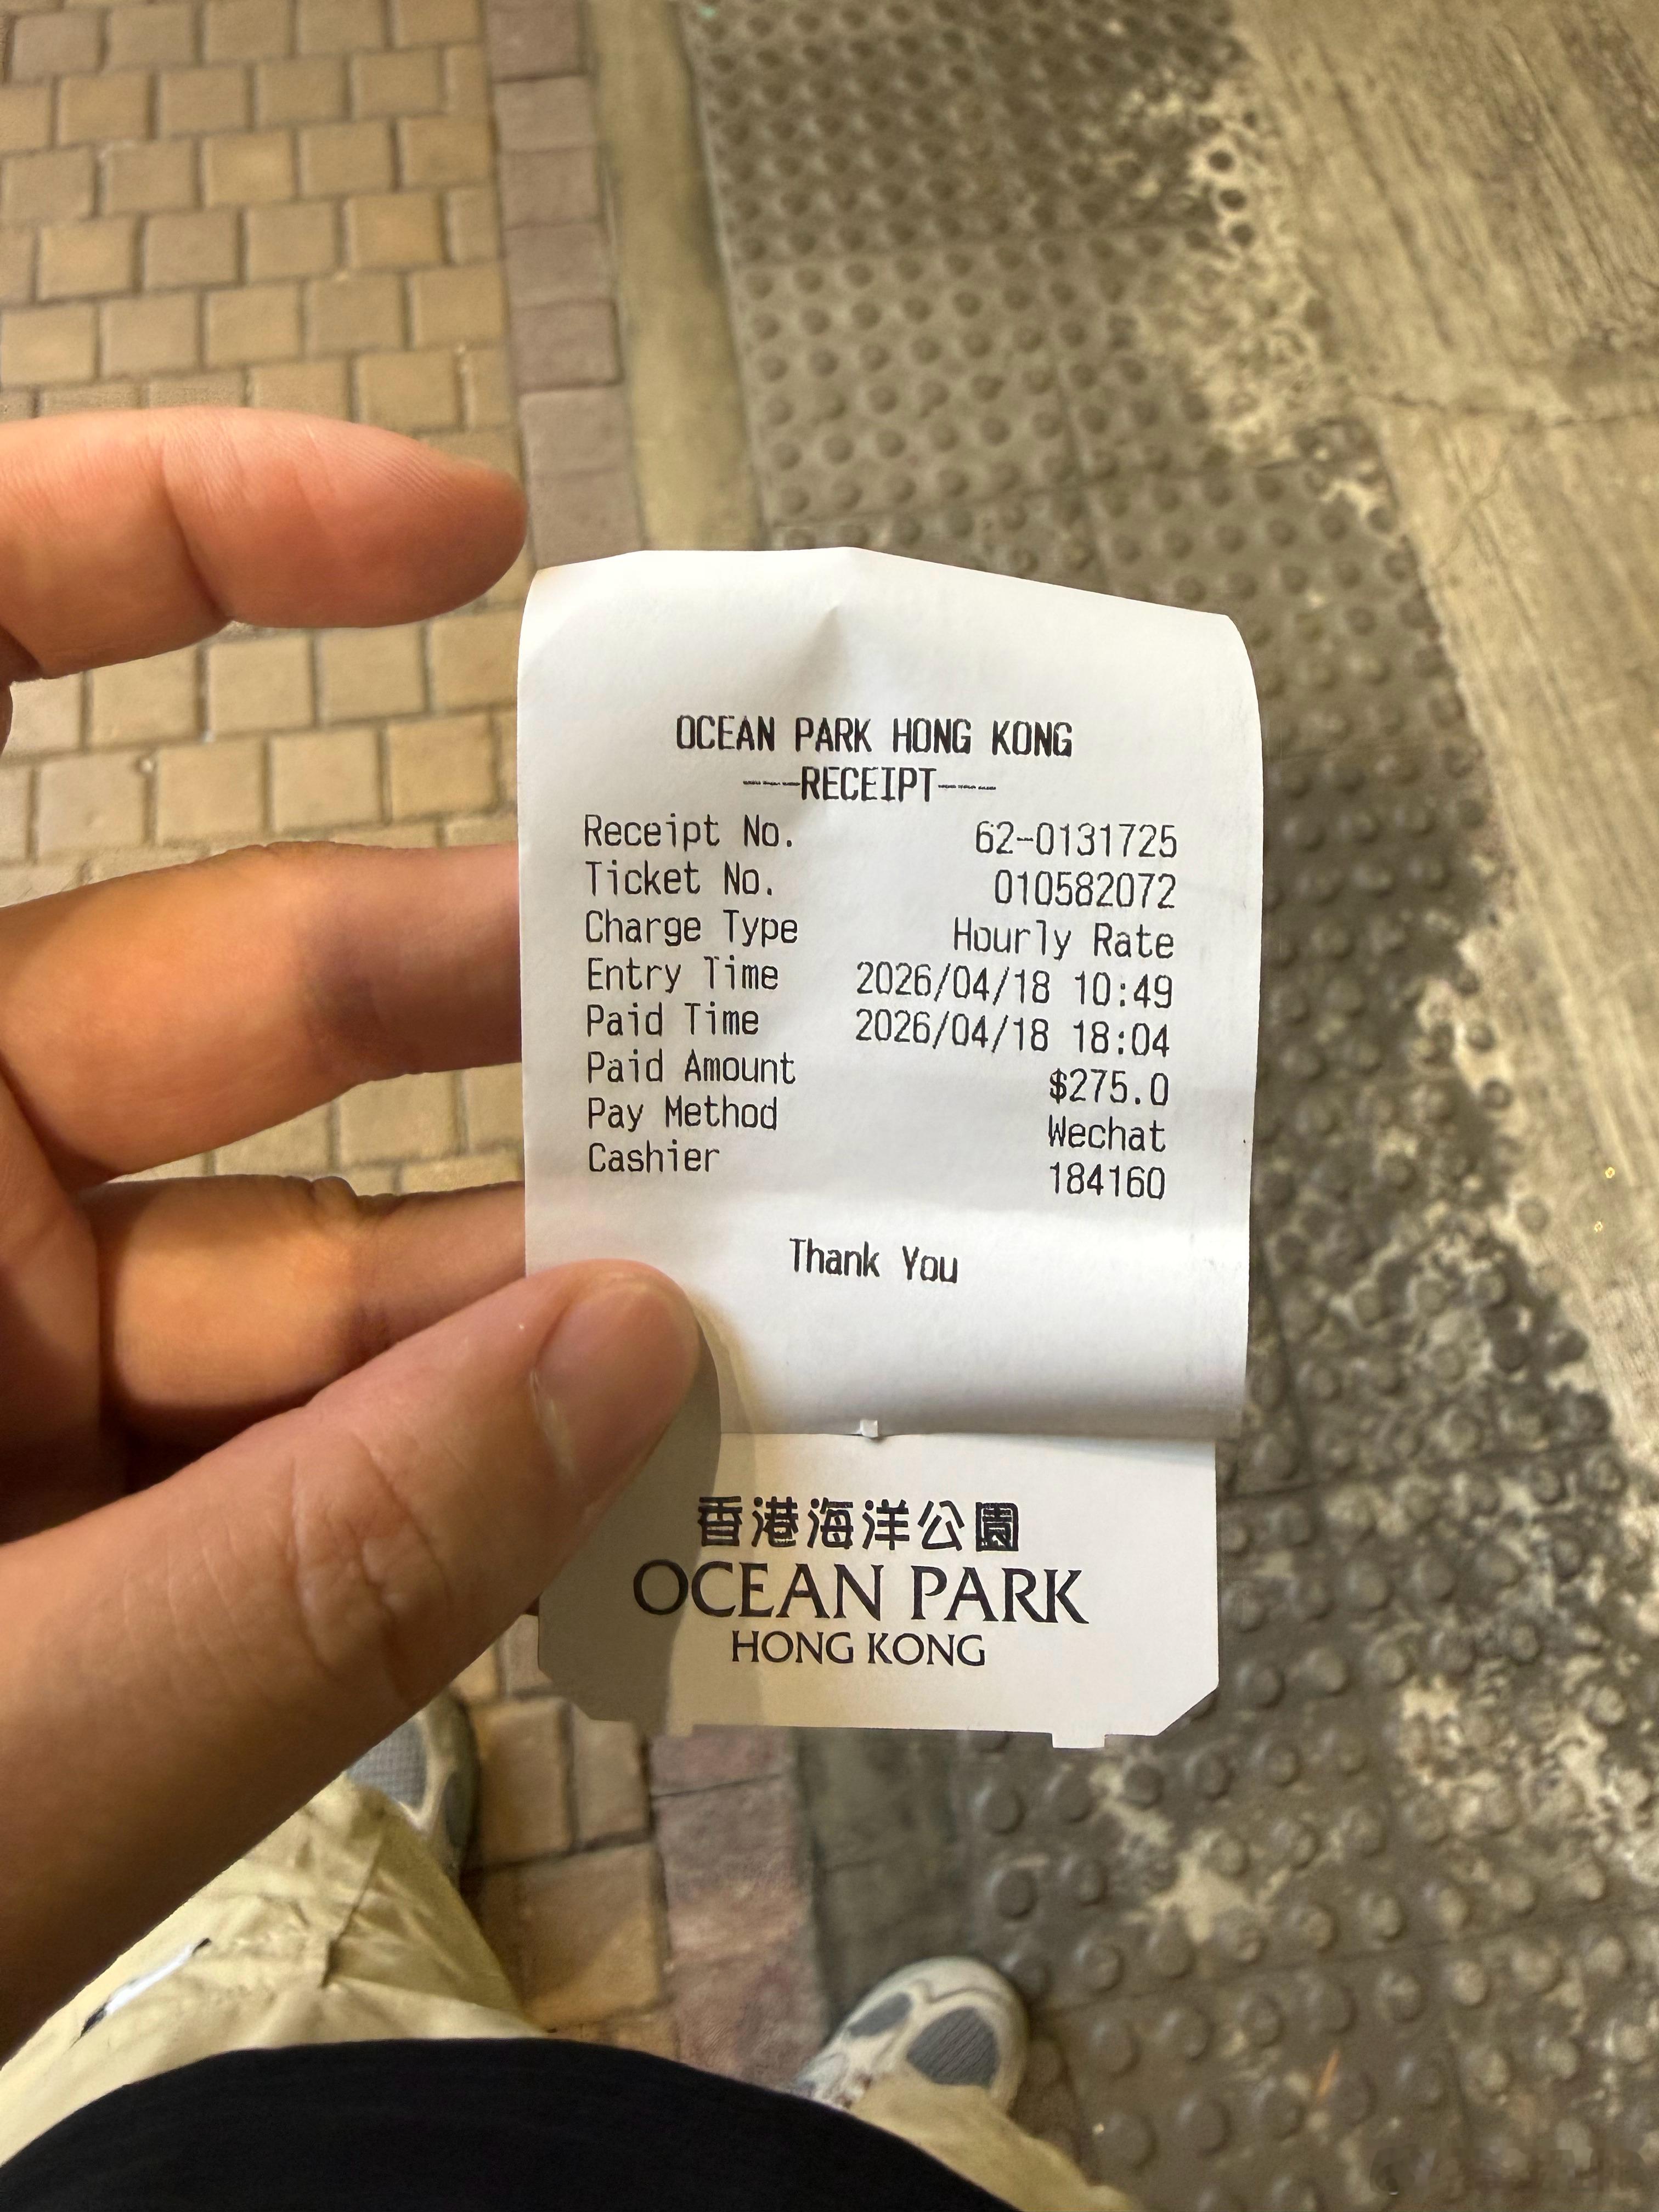 OCEAN PARK HONG KONG
----RECEIPT----
Receipt No. 62-0131725
Ticket No. 010582072
Charge Type Hourly Rate
Entry Time 2026/04/18 10:49
Paid Time 2026/04/18 18:04
Paid Amount $275.0
Pay Method Wechat
Cashier 184160
Thank You
香港海洋公園
OCEAN PARK
HONG KONG